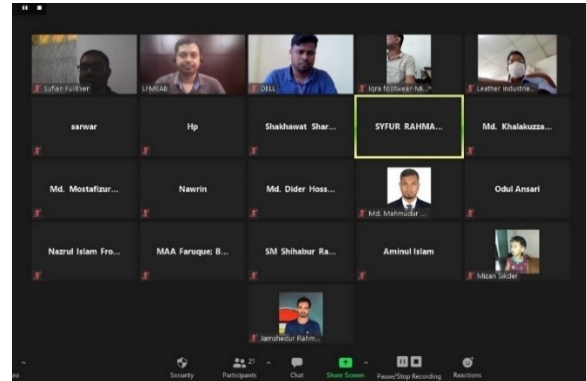 Sufian FullEver
LFMEAB
DELL
Iqra footwear-Mi...
Leather Industrie...
sarwar
Hp
Shakhawat Shar...
SYFUR RAHMA...
Md. Khalakuzza...
Md. Mostafizur...
Nawrin
Md. Dider Hoss...
Md. Mahmudur ...
Odul Ansari
Nazrul Islam Fro...
MAA Faruque; B...
SM Shihabur Ra...
Aminul Islam
Mizan Sikder
Jamshedur Rahm...
eo
Security
Participants
21
Chat
Share Screen
Pause/Stop Recording
Reactions